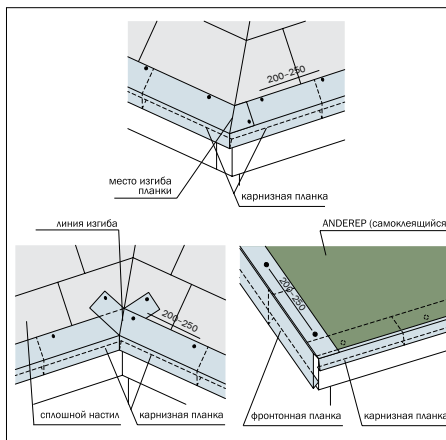 200–250
место изгиба
планки
карнизная планка
линия изгиба
ANDEREP (самоклеящийся
200–250
200–250
сплошной настил
карнизная планка
фронтонная планка
карнизная планка